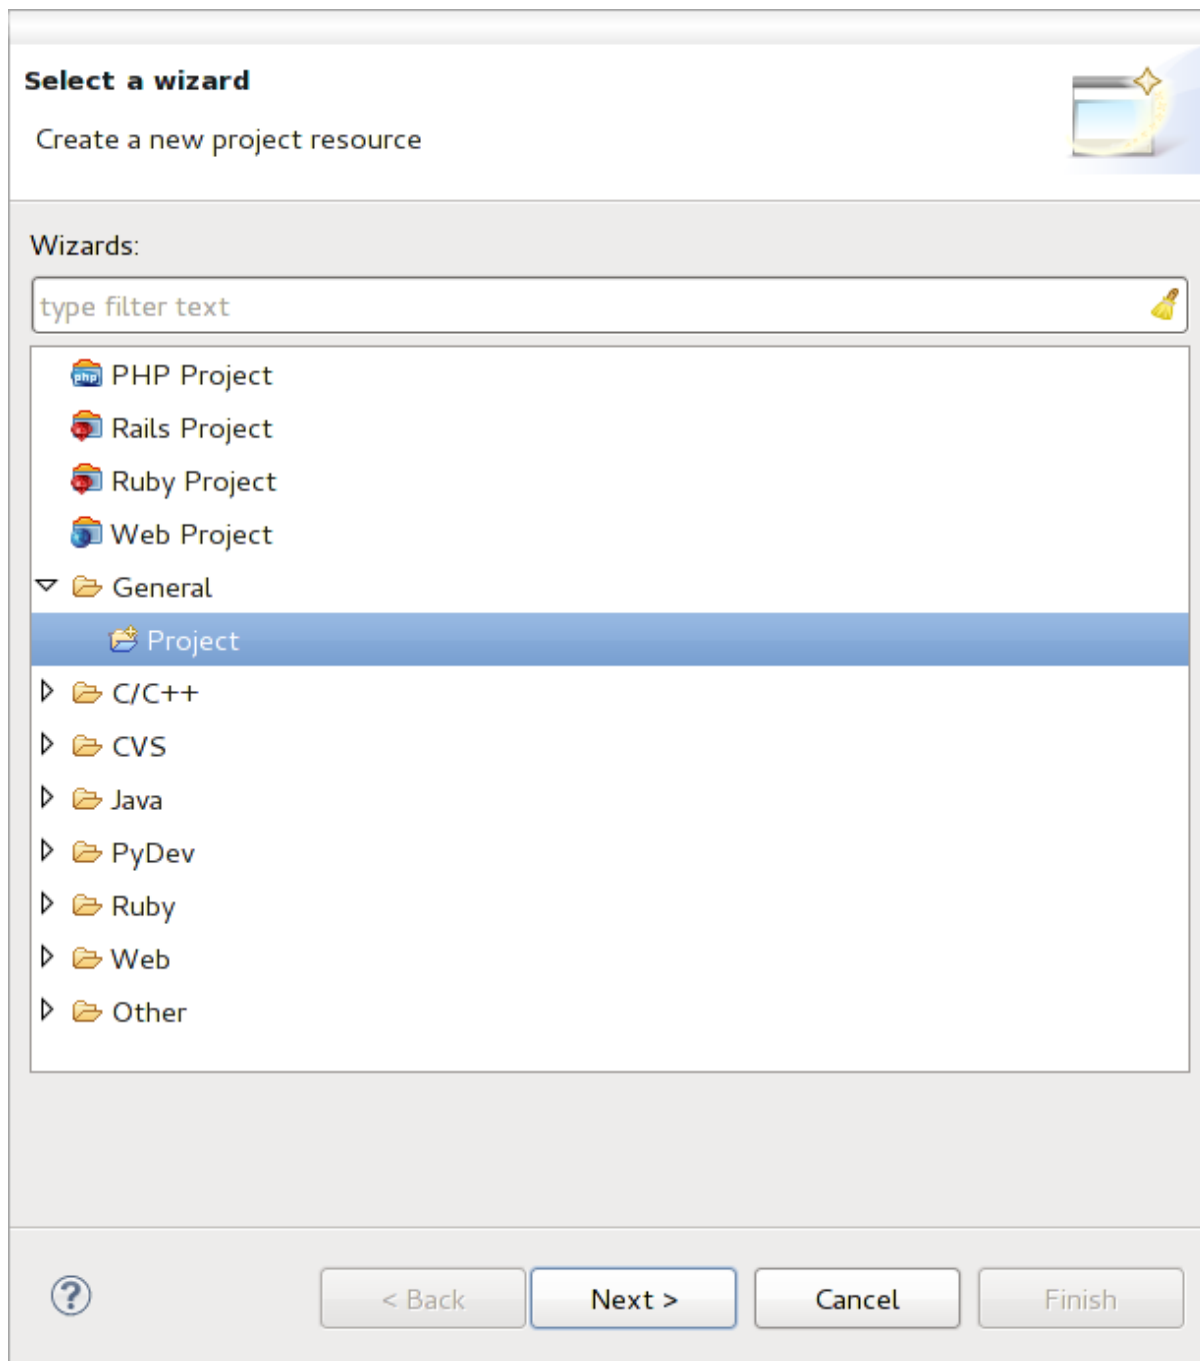 Select a wizard
Create a new project resource
Wizards:
type filter text
php PHP Project
Rails Project
Ruby Project
Web Project
General
Project
C/C++
CVS
Java
PyDev
Ruby
Web
Other
? < Back Next > Cancel Finish